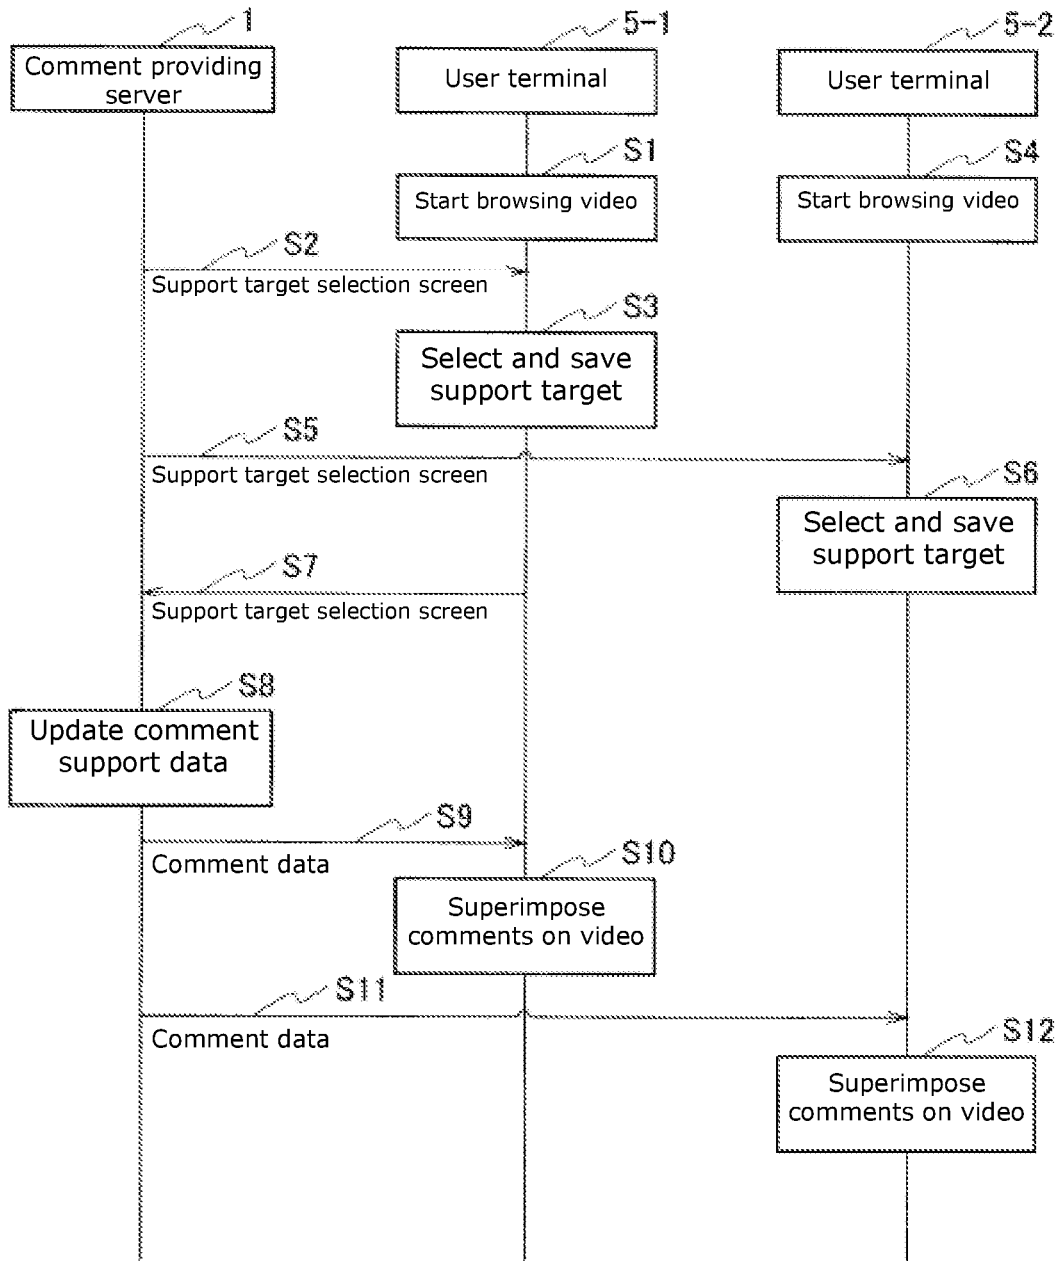 1
5-1
5-2
Comment providing
server
User terminal
User terminal
S1
S4
Start browsing video
Start browsing video
S2
Support target selection screen
S3
Select and save
support target
S5
Support target selection screen
S6
Select and save
support target
S7
Support target selection screen
S8
Update comment
support data
S9
Comment data
S10
Superimpose
comments on video
S11
Comment data
S12
Superimpose
comments on video